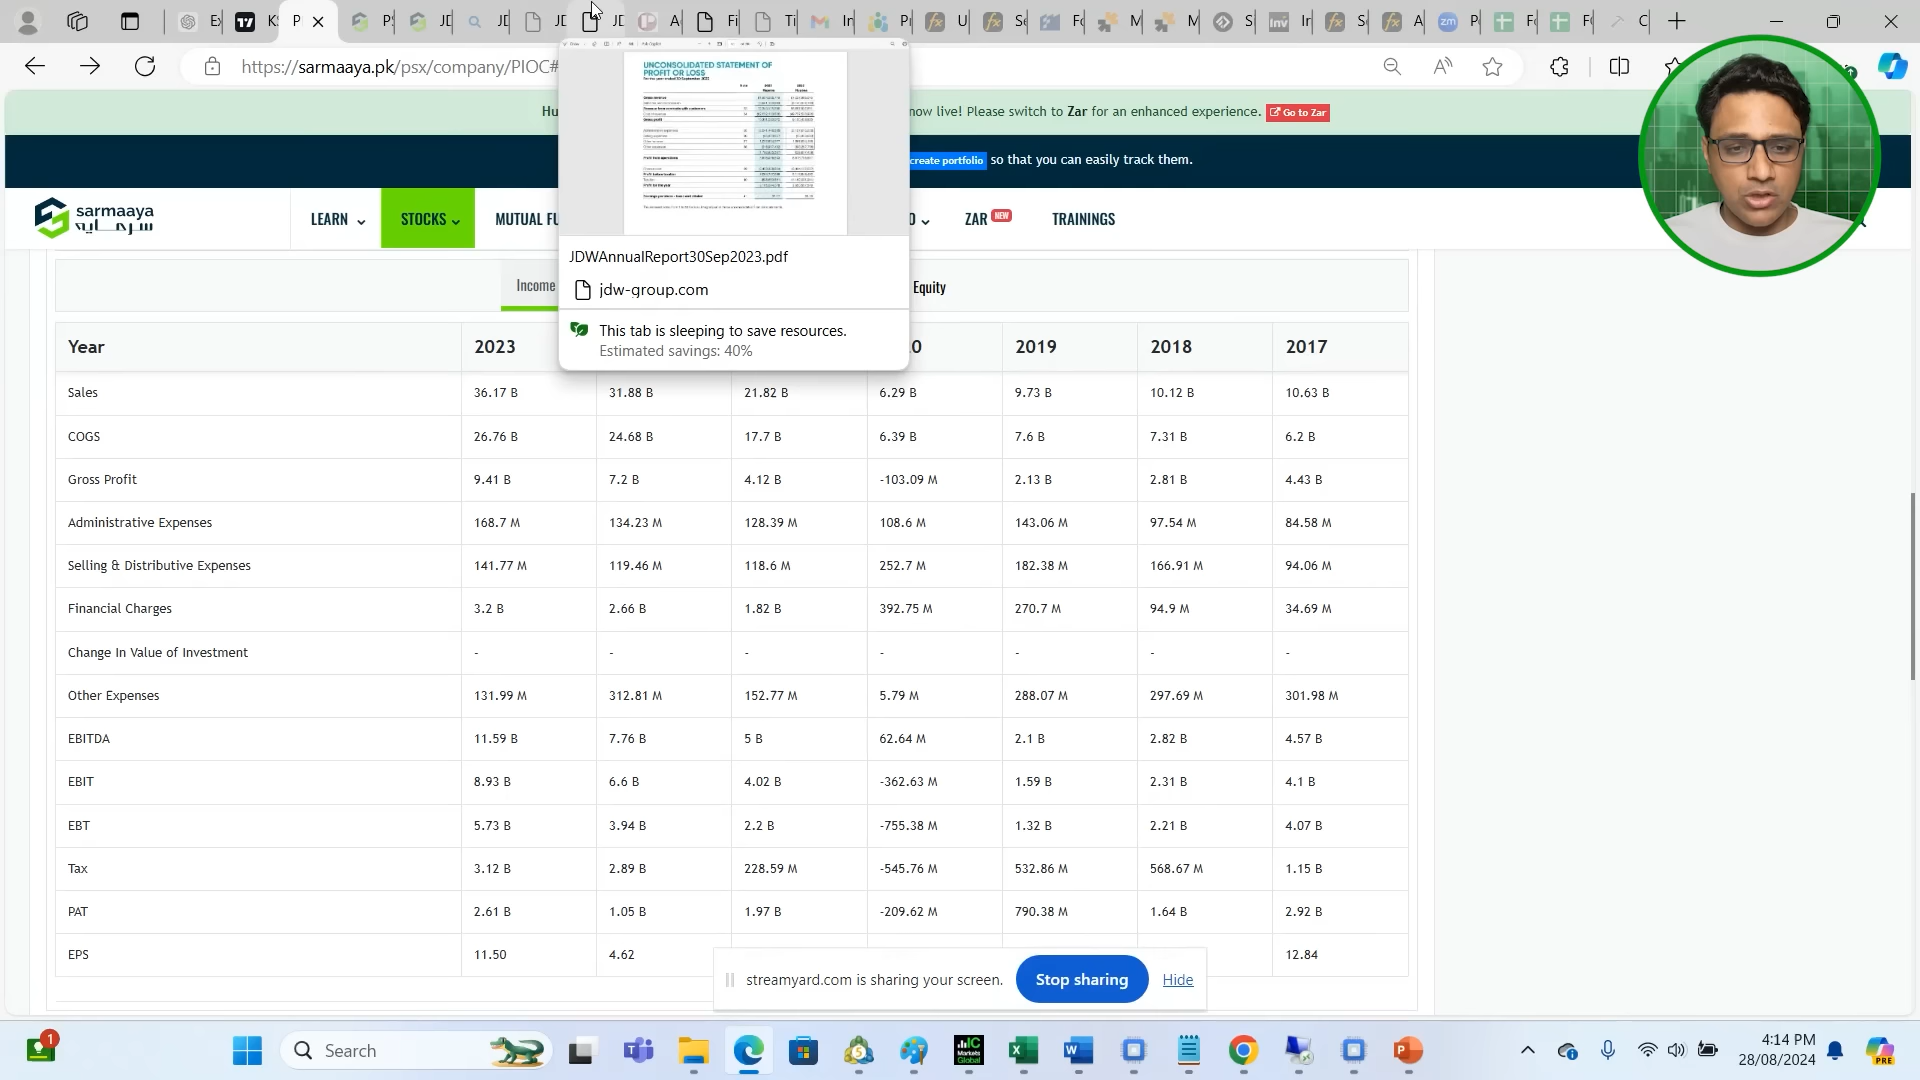 https://sarmaaya.pk/psx/company/PIOC#
now live! Please switch to Zar for an enhanced experience. Go to Zar
create portfolio so that you can easily track them.
sarmaaya
سرمایہ
LEARN
STOCKS
MUTUAL FU
ZAR NEW
TRAININGS
UNCONSOLIDATED STATEMENT OF
PROFIT OR LOSS
JDWAnnualReport30Sep2023.pdf
jdw-group.com
This tab is sleeping to save resources.
Estimated savings: 40%
Income
Equity
Year 2023 0 2019 2018 2017
Sales 36.17 B 31.88 B 21.82 B 6.29 B 9.73 B 10.12 B 10.63 B
COGS 26.76 B 24.68 B 17.7 B 6.39 B 7.6 B 7.31 B 6.2 B
Gross Profit 9.41 B 7.2 B 4.12 B -103.09 M 2.13 B 2.81 B 4.43 B
Administrative Expenses 168.7 M 134.23 M 128.39 M 108.6 M 143.06 M 97.54 M 84.58 M
Selling & Distributive Expenses 141.77 M 119.46 M 118.6 M 252.7 M 182.38 M 166.91 M 94.06 M
Financial Charges 3.2 B 2.66 B 1.82 B 392.75 M 270.7 M 94.9 M 34.69 M
Change In Value of Investment - - - - - - -
Other Expenses 131.99 M 312.81 M 152.77 M 5.79 M 288.07 M 297.69 M 301.98 M
EBITDA 11.59 B 7.76 B 5 B 62.64 M 2.1 B 2.82 B 4.57 B
EBIT 8.93 B 6.6 B 4.02 B -362.63 M 1.59 B 2.31 B 4.1 B
EBT 5.73 B 3.94 B 2.2 B -755.38 M 1.32 B 2.21 B 4.07 B
Tax 3.12 B 2.89 B 228.59 M -545.76 M 532.86 M 568.67 M 1.15 B
PAT 2.61 B 1.05 B 1.97 B -209.62 M 790.38 M 1.64 B 2.92 B
EPS 11.50 4.62 12.84
streamyard.com is sharing your screen. Stop sharing Hide
1
Search
4:14 PM
28/08/2024